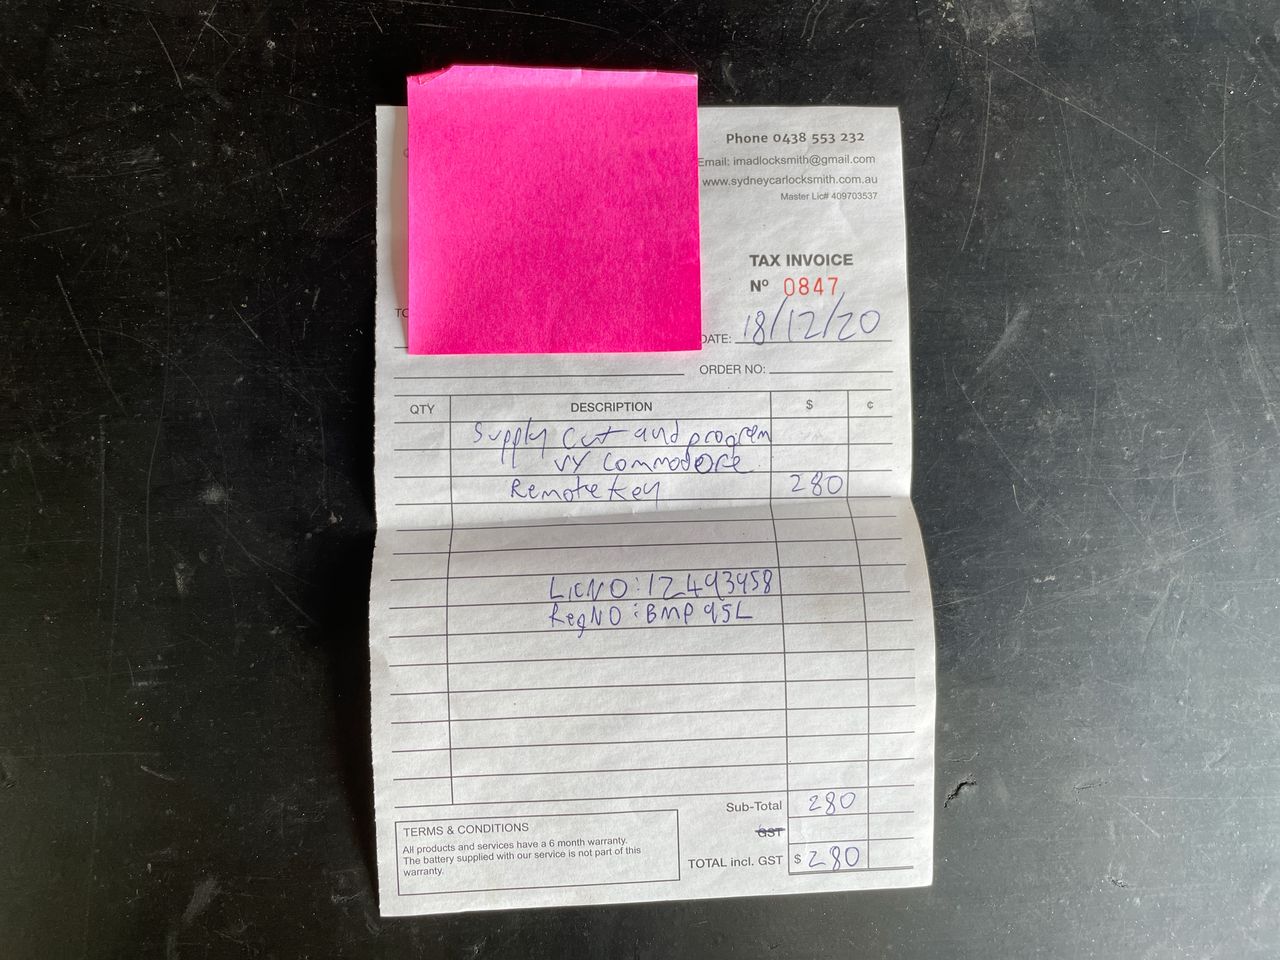 Phone 0438 553 232
Email: imadlocksmith@gmail.com
www.sydneycarlocksmith.com.au
Master Lic# 409703537
TAX INVOICE
Nº 0847
TO
DATE: 18/12/20
ORDER NO:
QTY DESCRIPTION $ ¢
Supply Cut and program
VY Commodore
Remote key 280
LicNO: 12493958
RegNO: BMP95L
Sub-Total 280
GST
TOTAL incl. GST $ 280
TERMS & CONDITIONS
All products and services have a 6 month warranty.
The battery supplied with our service is not part of this
warranty.